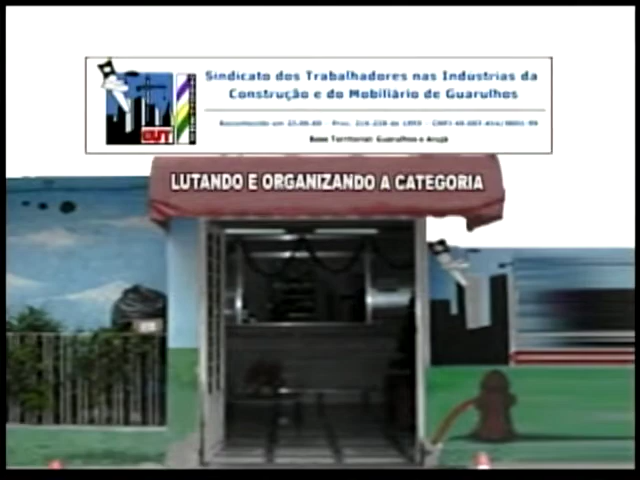 Sindicato dos Trabalhadores nas Industrias da
Construção e do Mobiliário de Guarulhos
CUT
Base Territorial: Guarulhos e Arujá
LUTANDO E ORGANIZANDO A CATEGORIA